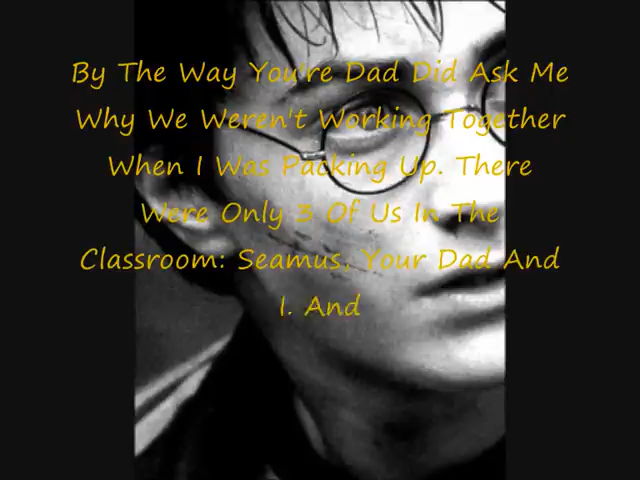 By The Way You're Dad Did Ask Me
Why We Weren't Working Together
When I Was Packing Up. There
Were Only 3 Of Us In The
Classroom: Seamus, Your Dad And
I. And